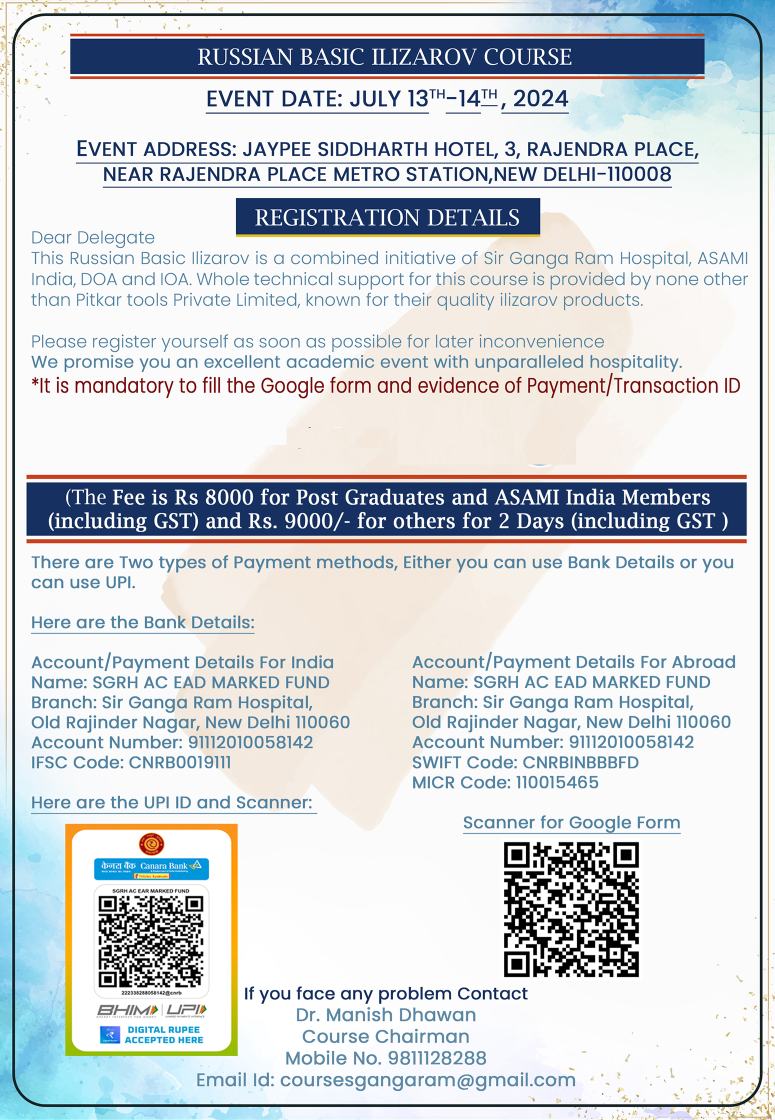 RUSSIAN BASIC ILIZAROV COURSE
EVENT DATE: JULY 13TH-14TH, 2024
EVENT ADDRESS: JAYPEE SIDDHARTH HOTEL, 3, RAJENDRA PLACE,
NEAR RAJENDRA PLACE METRO STATION,NEW DELHI-110008
REGISTRATION DETAILS
Dear Delegate
This Russian Basic Ilizarov is a combined initiative of Sir Ganga Ram Hospital, ASAMI
India, DOA and IOA. Whole technical support for this course is provided by none other
than Pitkar tools Private Limited, known for their quality ilizarov products.
Please register yourself as soon as possible for later inconvenience
We promise you an excellent academic event with unparalleled hospitality.
*It is mandatory to fill the Google form and evidence of Payment/Transaction ID
(The Fee is Rs 8000 for Post Graduates and ASAMI India Members
(including GST) and Rs. 9000/- for others for 2 Days (including GST )
There are Two types of Payment methods, Either you can use Bank Details or you
can use UPI.
Here are the Bank Details:
Account/Payment Details For India
Name: SGRH AC EAD MARKED FUND
Branch: Sir Ganga Ram Hospital,
Old Rajinder Nagar, New Delhi 110060
Account Number: 91112010058142
IFSC Code: CNRB0019111
Account/Payment Details For Abroad
Name: SGRH AC EAD MARKED FUND
Branch: Sir Ganga Ram Hospital,
Old Rajinder Nagar, New Delhi 110060
Account Number: 91112010058142
SWIFT Code: CNRBINBBBFD
MICR Code: 110015465
Here are the UPI ID and Scanner:
केनरा बैंक Canara Bank
SGRH AC EAR MARKED FUND
222338288058142@cnrb
BHIM UPI
DIGITAL RUPEE
ACCEPTED HERE
Scanner for Google Form
If you face any problem Contact
Dr. Manish Dhawan
Course Chairman
Mobile No. 9811128288
Email Id: coursesgangaram@gmail.com